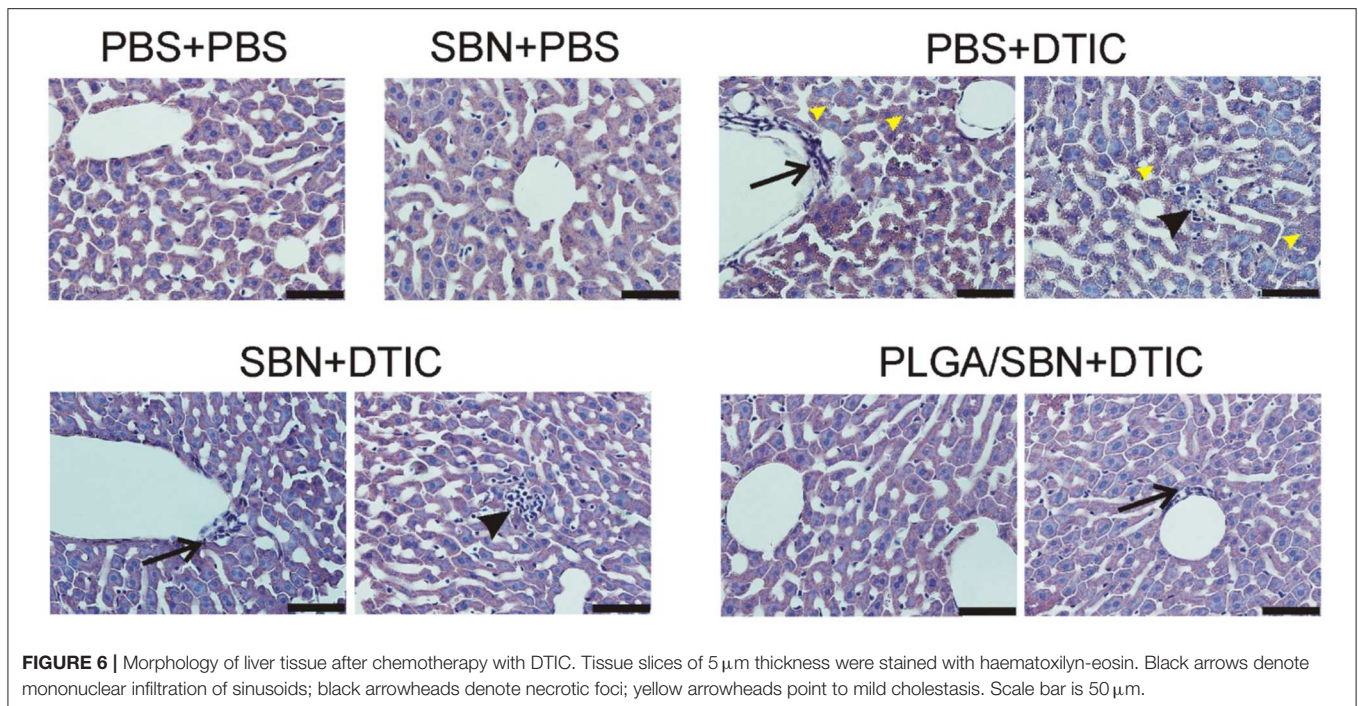 PBS+PBS
SBN+PBS
PBS+DTIC
SBN+DTIC
PLGA/SBN+DTIC
FIGURE 6 | Morphology of liver tissue after chemotherapy with DTIC. Tissue slices of 5 μm thickness were stained with haematoxilyn-eosin. Black arrows denote
mononuclear infiltration of sinusoids; black arrowheads denote necrotic foci; yellow arrowheads point to mild cholestasis. Scale bar is 50 μm.